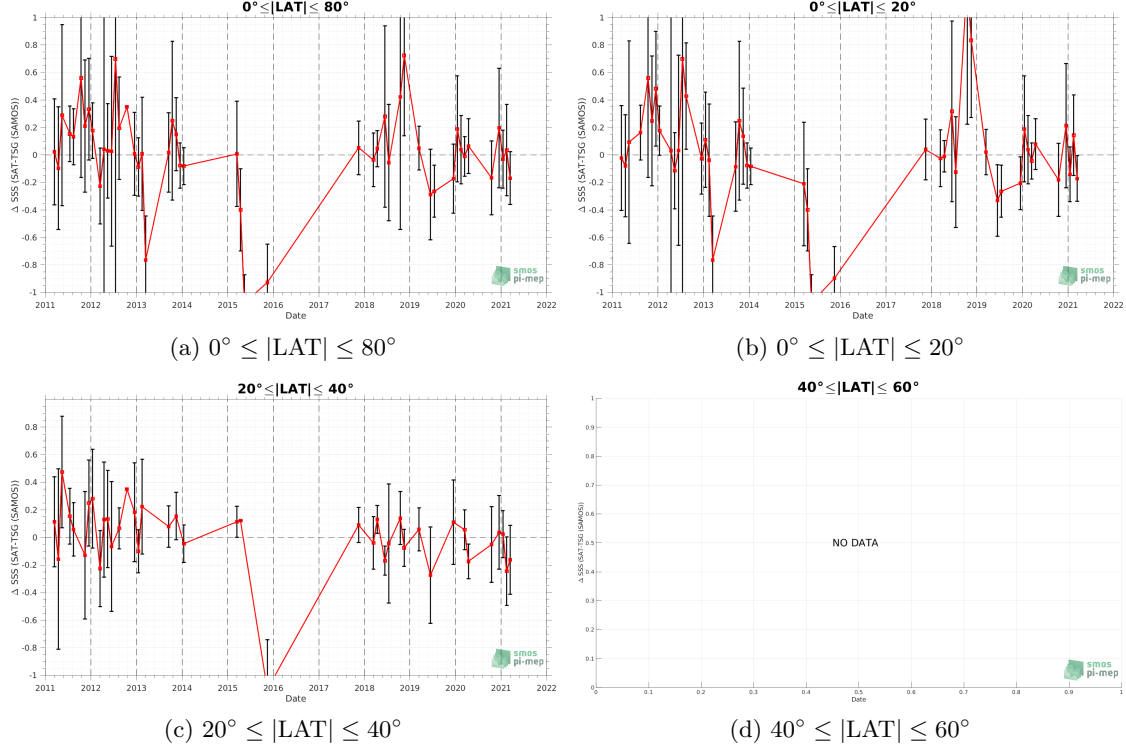 0°≤|LAT|≤ 80°
Δ SSS (SAT-TSG (SAMOS))
1
0.8
0.6
0.4
0.2
0
-0.2
-0.4
-0.6
-0.8
-1
2011 2012 2013 2014 2015 2016 2017 2018 2019 2020 2021 2022
Date
smos
pi-mep
(a) 0° ≤ |LAT| ≤ 80°
0°≤|LAT|≤ 20°
Δ SSS (SAT-TSG (SAMOS))
1
0.8
0.6
0.4
0.2
0
-0.2
-0.4
-0.6
-0.8
-1
2011 2012 2013 2014 2015 2016 2017 2018 2019 2020 2021 2022
Date
smos
pi-mep
(b) 0° ≤ |LAT| ≤ 20°
20°≤|LAT|≤ 40°
Δ SSS (SAT-TSG (SAMOS))
0.8
0.6
0.4
0.2
0
-0.2
-0.4
-0.6
-0.8
-1
2011 2012 2013 2014 2015 2016 2017 2018 2019 2020 2021 2022
Date
smos
pi-mep
(c) 20° ≤ |LAT| ≤ 40°
40°≤|LAT|≤ 60°
Δ SSS (SAT-TSG (SAMOS))
1
0.9
0.8
0.7
0.6
0.5
0.4
0.3
0.2
0.1
0
NO DATA
0 0.1 0.2 0.3 0.4 0.5 0.6 0.7 0.8 0.9 1
Date
smos
pi-mep
(d) 40° ≤ |LAT| ≤ 60°